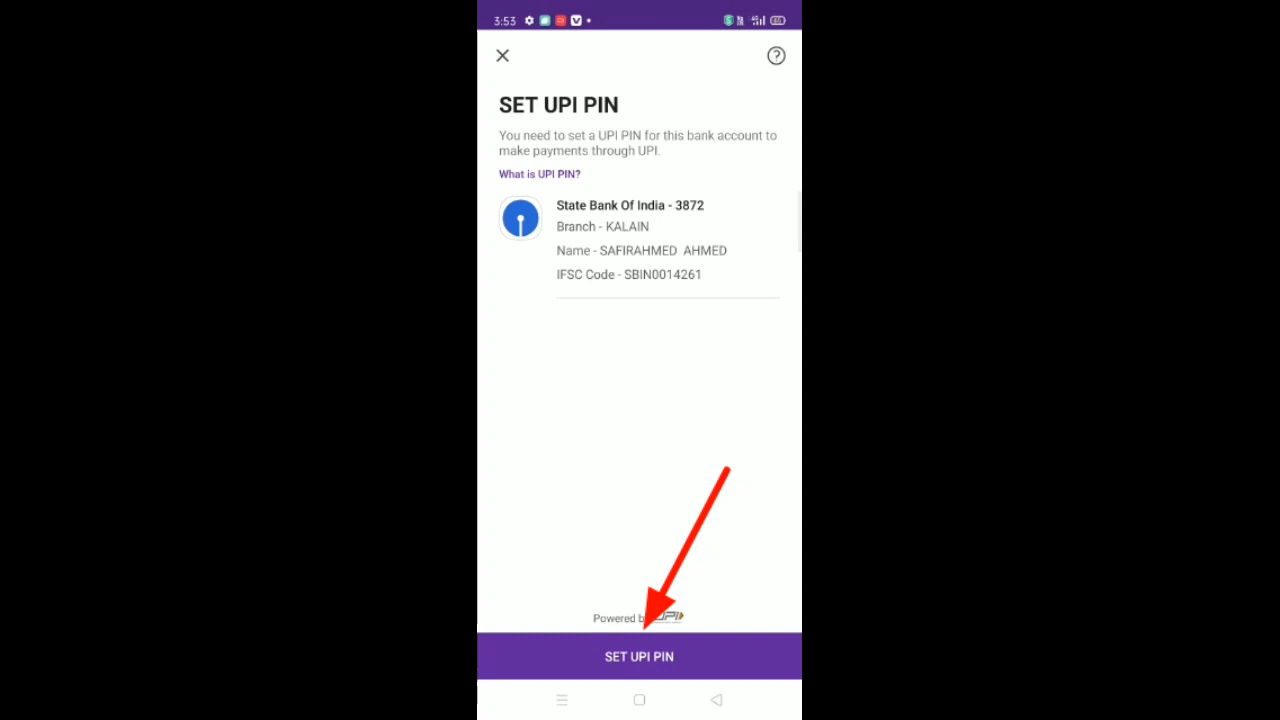 3:53
SET UPI PIN
You need to set a UPI PIN for this bank account to
make payments through UPI.
What is UPI PIN?
State Bank Of India - 3872
Branch - KALAIN
Name - SAFIRAHMED AHMED
IFSC Code - SBIN0014261
Powered
SET UPI PIN